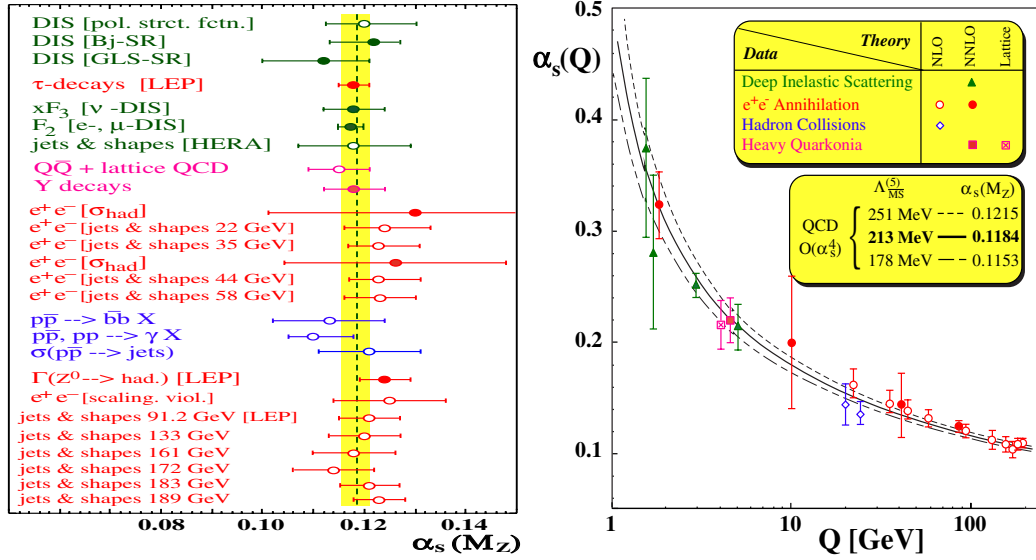 DIS [pol. strct. fctn.]
DIS [Bj-SR]
DIS [GLS-SR]
τ-decays [LEP]
xF₃ [ν -DIS]
F₂ [e-, μ-DIS]
jets & shapes [HERA]
QQ̅ + lattice QCD
Υ decays
e⁺e⁻[σ_had]
e⁺e⁻[jets & shapes 22 GeV]
e⁺e⁻[jets & shapes 35 GeV]
e⁺e⁻[σ_had]
e⁺e⁻[jets & shapes 44 GeV]
e⁺e⁻[jets & shapes 58 GeV]
pp̅ --> bb̅ X
pp̅, pp --> γ X
σ(pp̅ --> jets)
Γ(Z⁰--> had.) [LEP]
e⁺e⁻[scaling. viol.]
jets & shapes 91.2 GeV [LEP]
jets & shapes 133 GeV
jets & shapes 161 GeV
jets & shapes 172 GeV
jets & shapes 183 GeV
jets & shapes 189 GeV
0.08 0.10 0.12 0.14
αₛ(M_Z)
0.5
0.4
0.3
0.2
0.1
αₛ(Q)
Theory
Data
NLO
NNLO
Lattice
Deep Inelastic Scattering
e⁺e⁻ Annihilation
Hadron Collisions
Heavy Quarkonia
Λ_MS̅^(5) αₛ(M_Z)
QCD
O(αₛ⁴)
251 MeV 0.1215
213 MeV 0.1184
178 MeV 0.1153
1 10 100
Q [GeV]